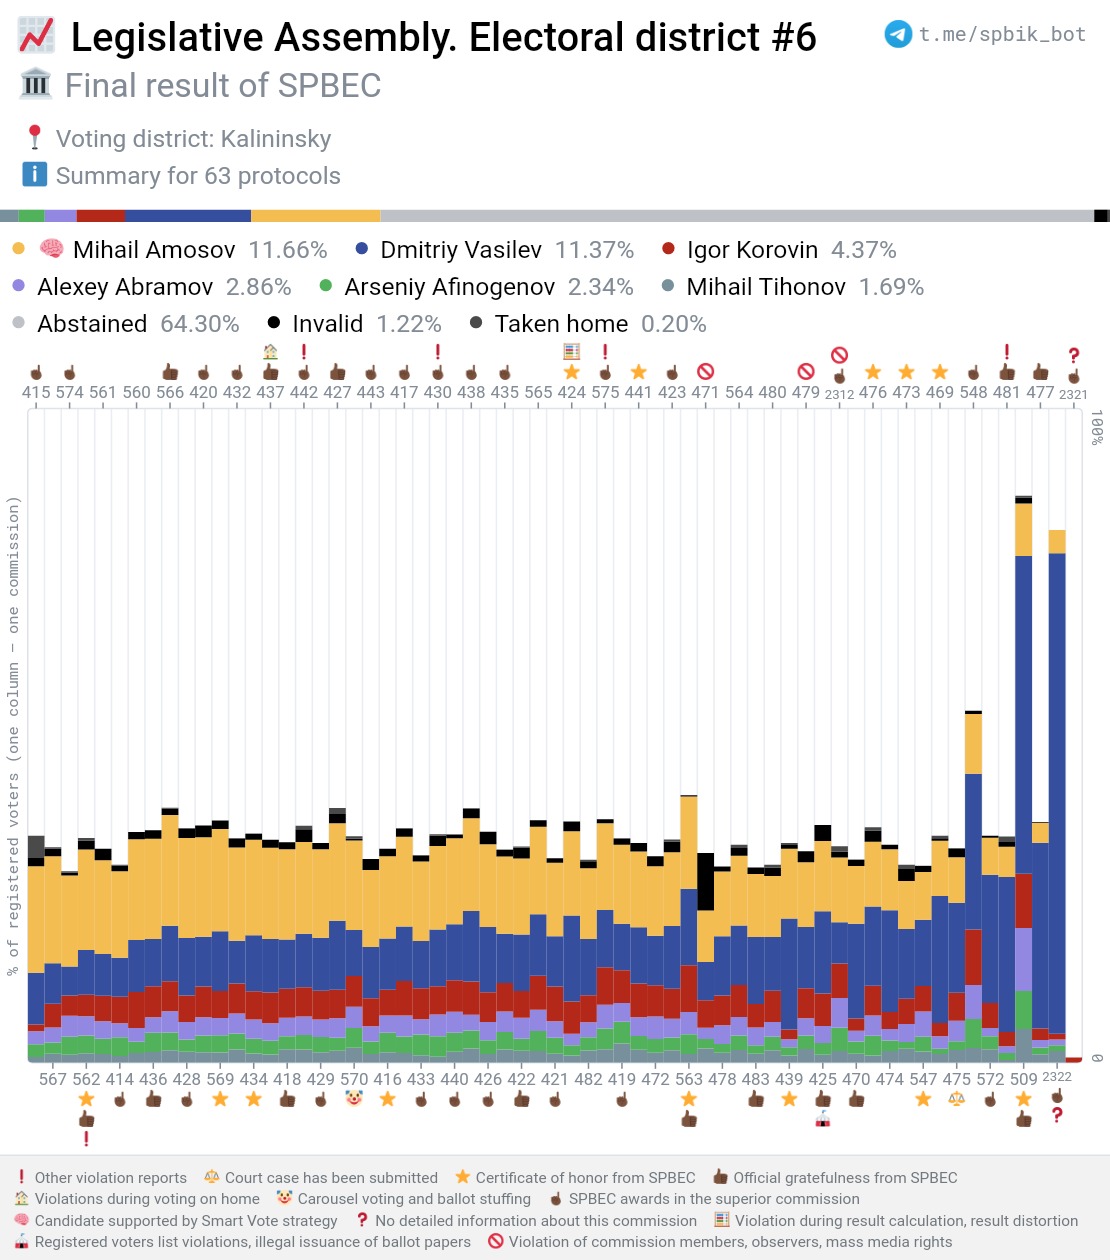 Legislative Assembly. Electoral district #6
t.me/spbik_bot
Final result of SPBEC
Voting district: Kalininsky
Summary for 63 protocols
Mihail Amosov 11.66% Dmitriy Vasilev 11.37% Igor Korovin 4.37%
Alexey Abramov 2.86% Arseniy Afinogenov 2.34% Mihail Tihonov 1.69%
Abstained 64.30% Invalid 1.22% Taken home 0.20%
415 574 561 560 566 420 432 437 442 427 443 417 430 438 435 565 424 575 441 423 471 564 480 479 2312 476 473 469 548 481 477 2321
100%
% of registered voters (one column – one commission)
0
567 562 414 436 428 569 434 418 429 570 416 433 440 426 422 421 482 419 472 563 478 483 439 425 470 474 547 475 572 509 2322
Other violation reports Court case has been submitted Certificate of honor from SPBEC Official gratefulness from SPBEC
Violations during voting on home Carousel voting and ballot stuffing SPBEC awards in the superior commission
Candidate supported by Smart Vote strategy No detailed information about this commission Violation during result calculation, result distortion
Registered voters list violations, illegal issuance of ballot papers Violation of commission members, observers, mass media rights